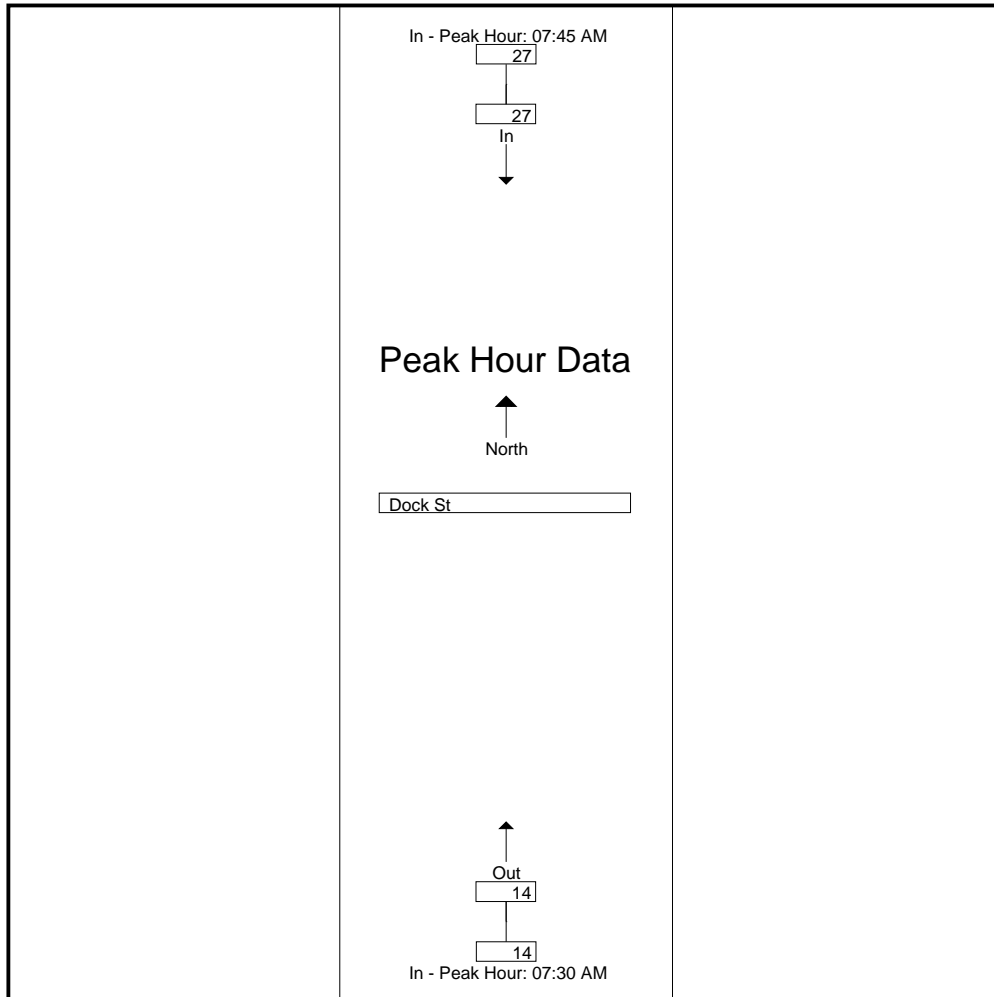 In - Peak Hour: 07:45 AM
27
27
In
Peak Hour Data
North
Dock St
Out
14
14
In - Peak Hour: 07:30 AM